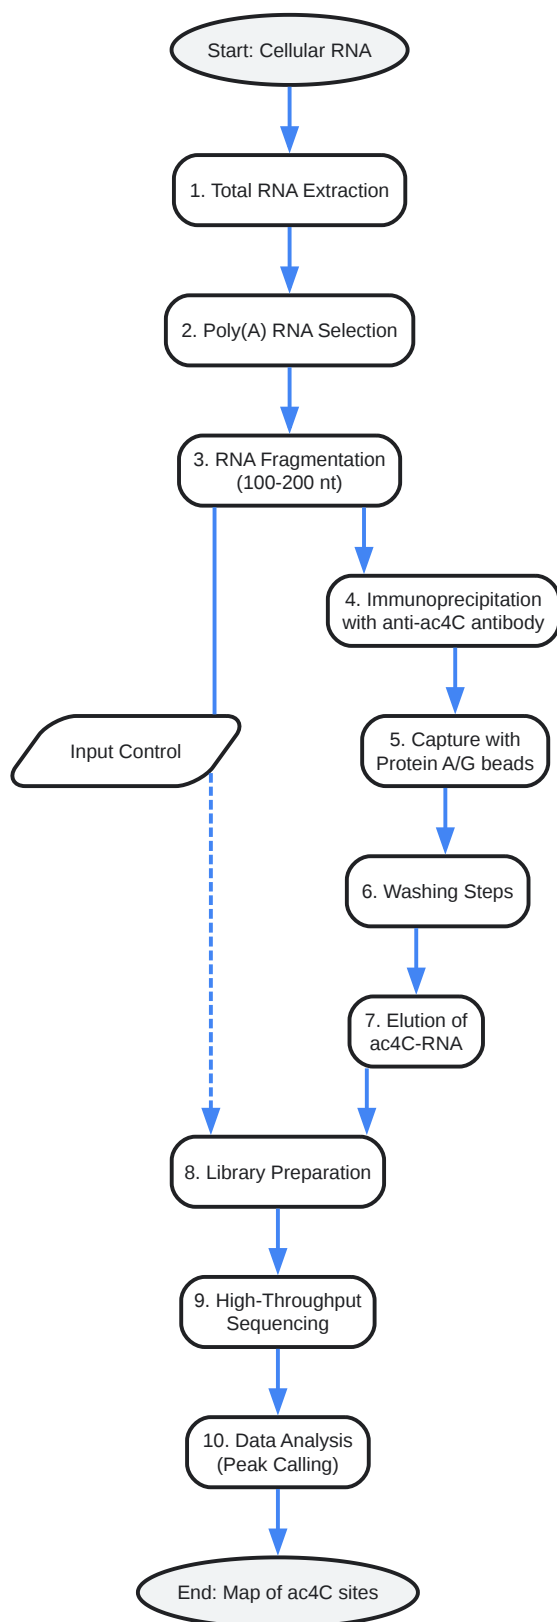 Start: Cellular RNA
1. Total RNA Extraction
2. Poly(A) RNA Selection
3. RNA Fragmentation
(100-200 nt)
4. Immunoprecipitation
with anti-ac4C antibody
Input Control
5. Capture with
Protein A/G beads
6. Washing Steps
7. Elution of
ac4C-RNA
8. Library Preparation
9. High-Throughput
Sequencing
10. Data Analysis
(Peak Calling)
End: Map of ac4C sites